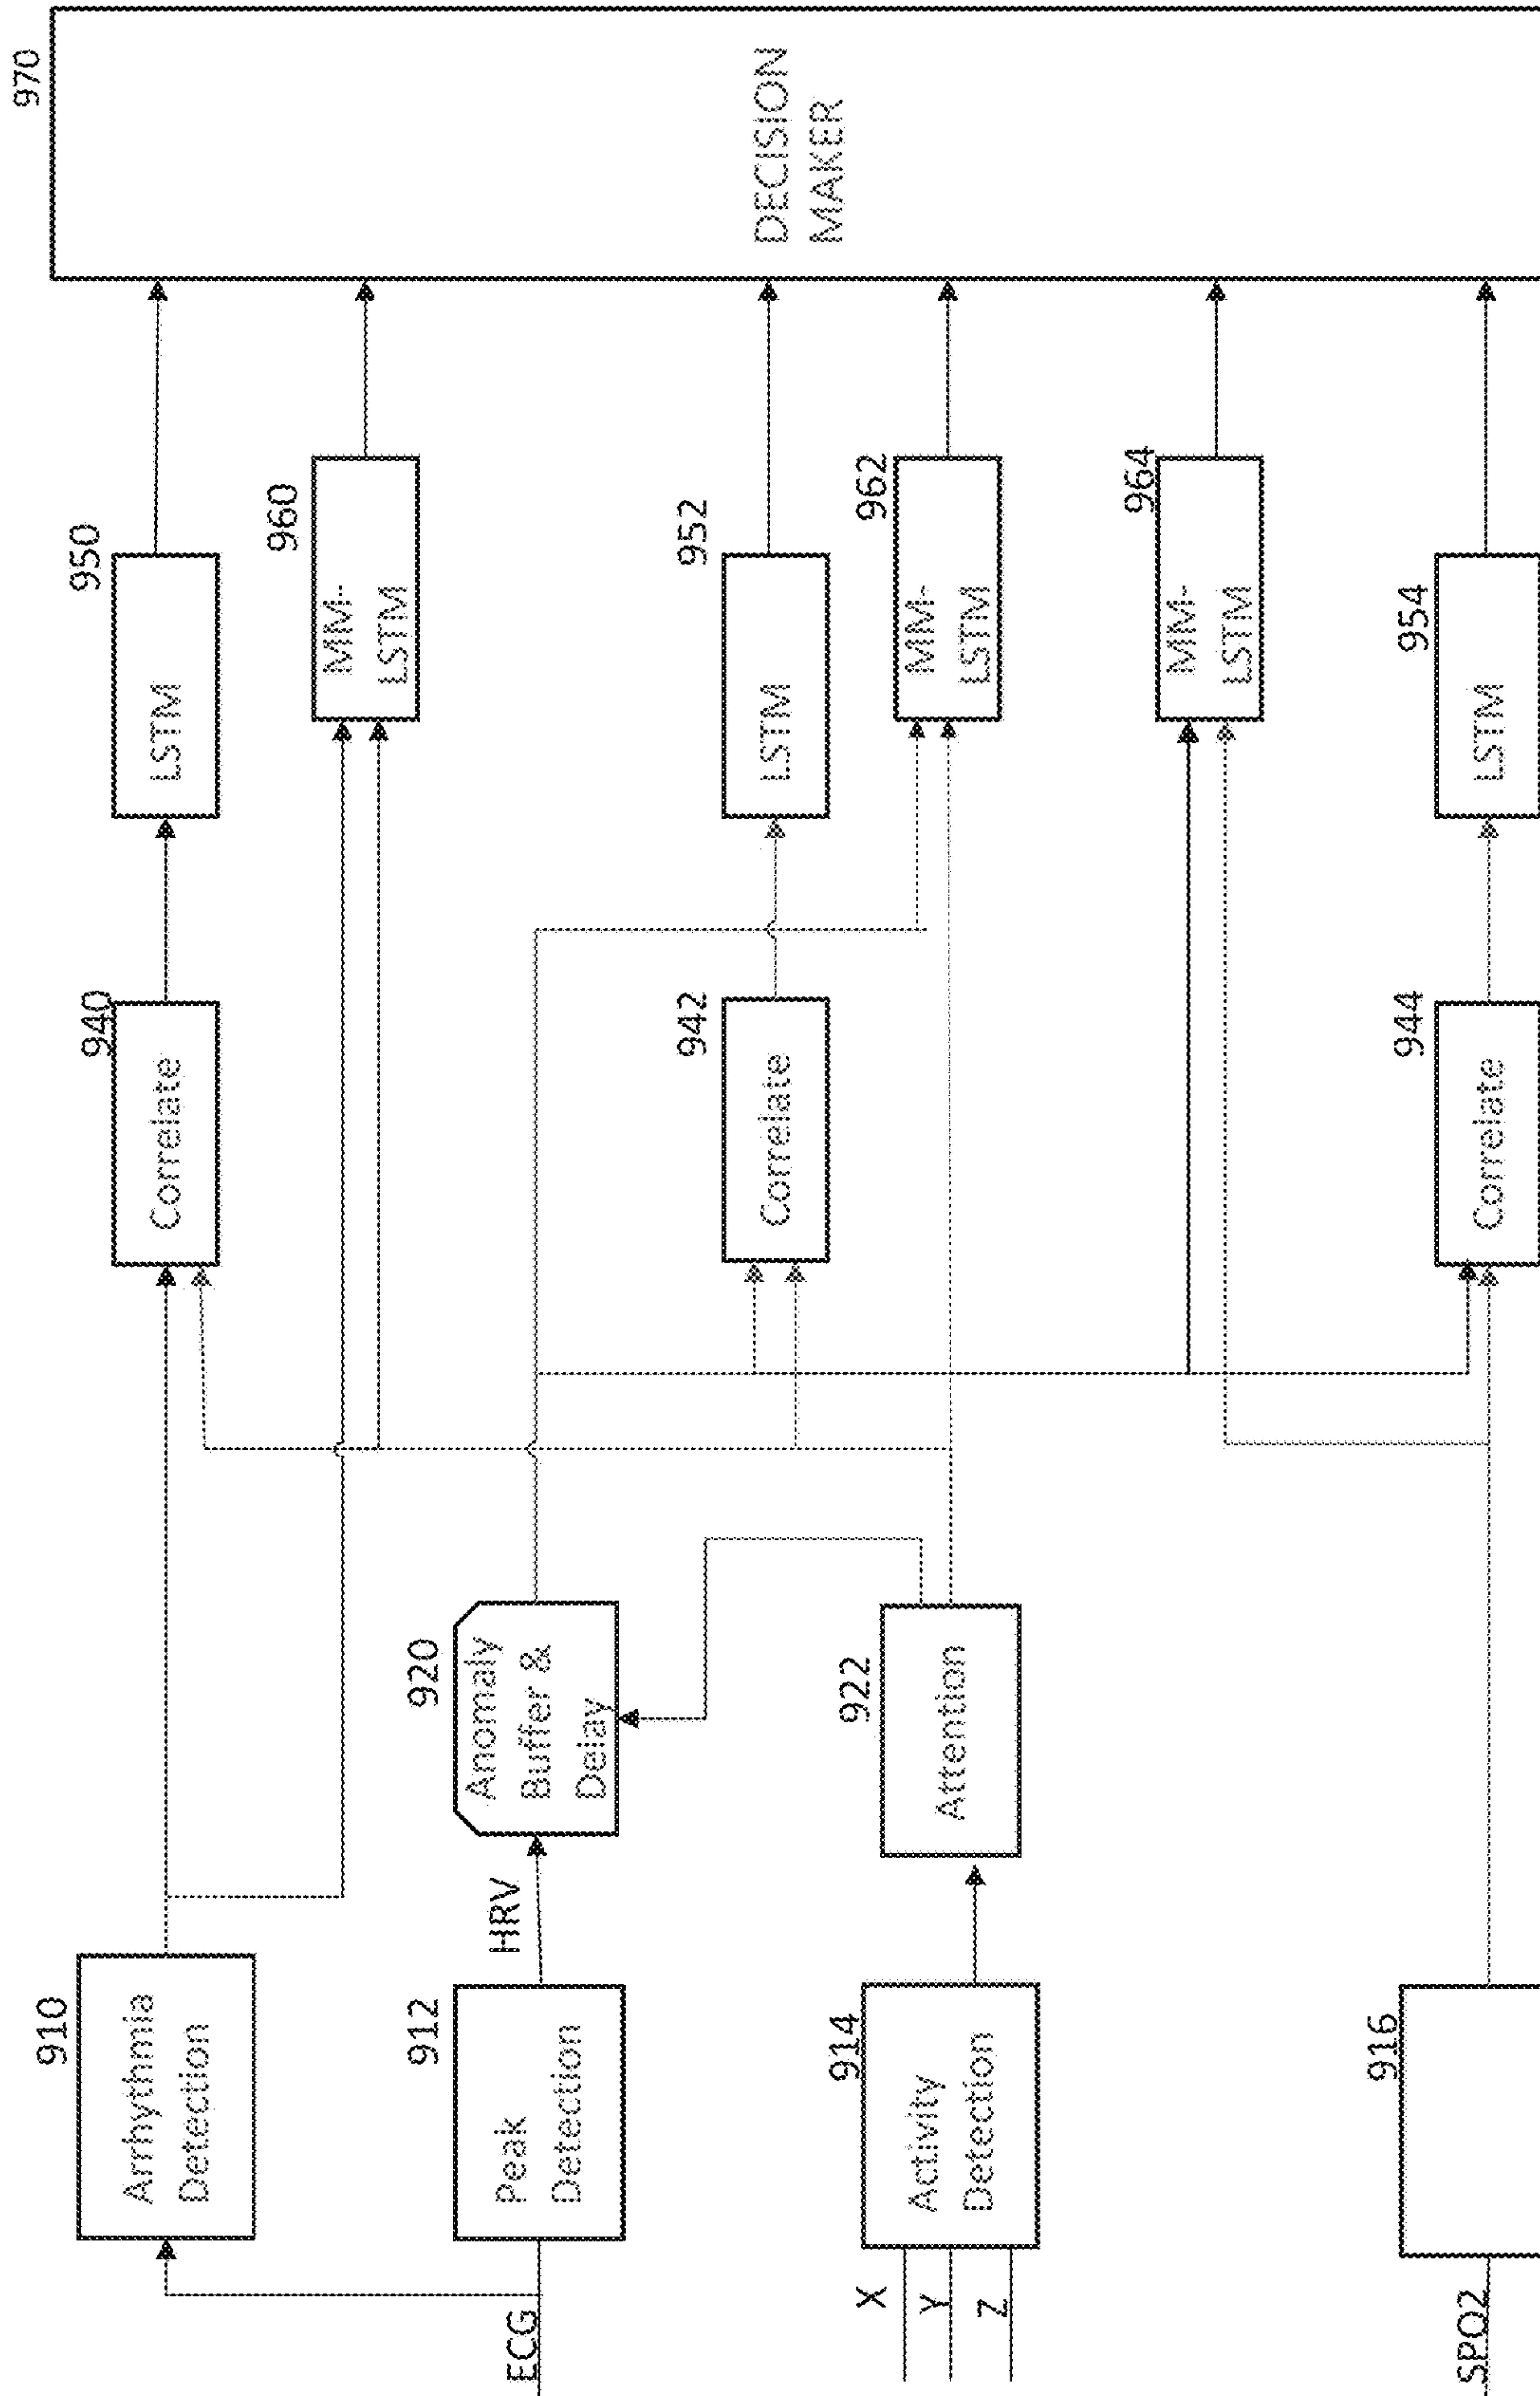 970
DECISION
MAKER
950
LSTM
960
MM-
LSTM
952
LSTM
962
MM-
LSTM
964
MM-
LSTM
954
LSTM
940
Correlate
942
Correlate
944
Correlate
920
Anomaly
Buffer &
Delay
922
Attention
910
Arrhythmia
Detection
912
Peak
Detection
HRV
914
Activity
Detection
916
ECG
X
Y
Z
SPO2